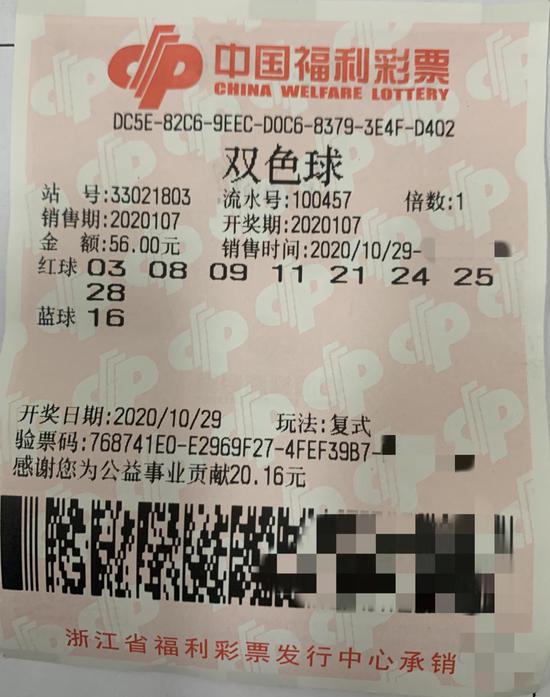 中国福利彩票
CHINA WELFARE LOTTERY
DC5E-82C6-9EEC-D0C6-8379-3E4F-D402
双色球
站 号:33021803 流水号:100457 倍数:1
销售期:2020107 开奖期:2020107
金 额:56.00元 销售时间:2020/10/29-
红球 03 08 09 11 21 24 25
28
蓝球 16
开奖日期:2020/10/29 玩法:复式
验票码:768741E0-E2969F27-4FEF39B7-
感谢您为公益事业贡献20.16元
浙江省福利彩票发行中心承销